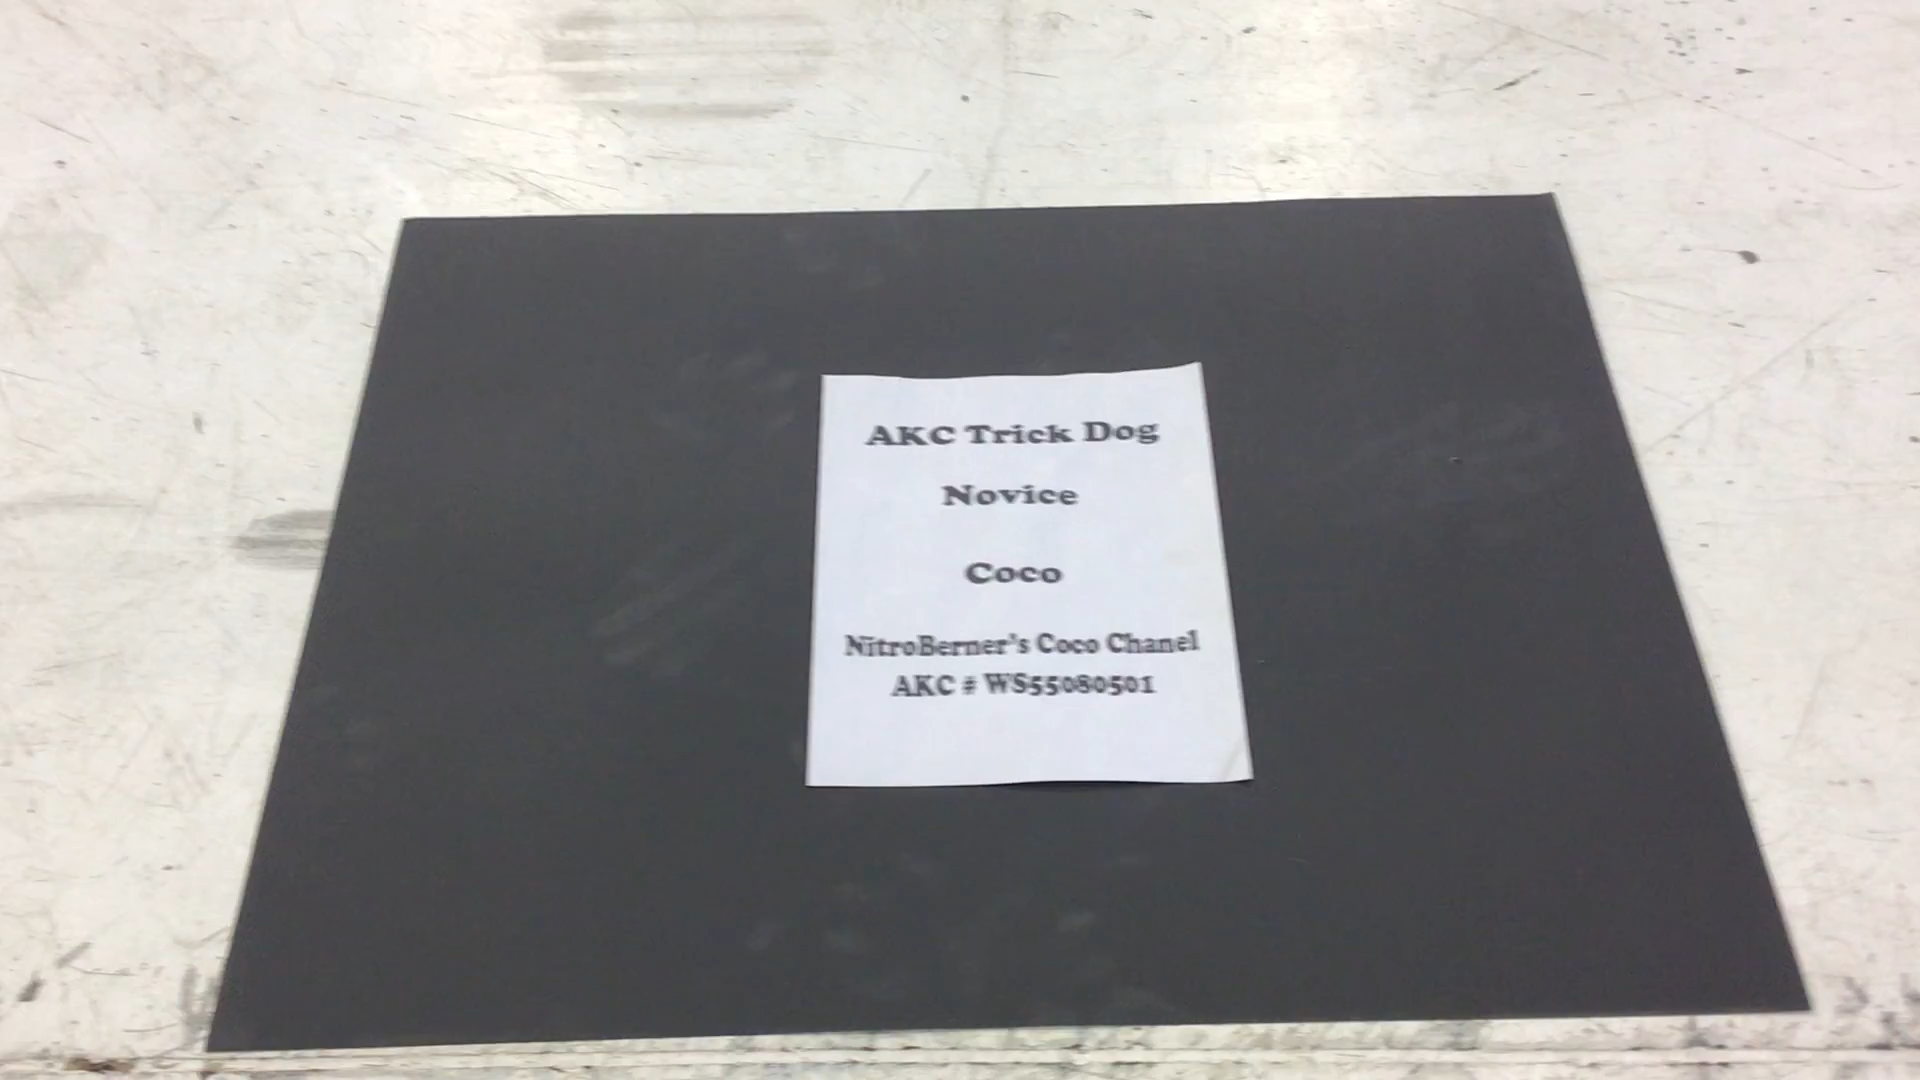 AKC Trick Dog
Novice
Coco
NitroBerner's Coco Chanel
AKC # WS55080501